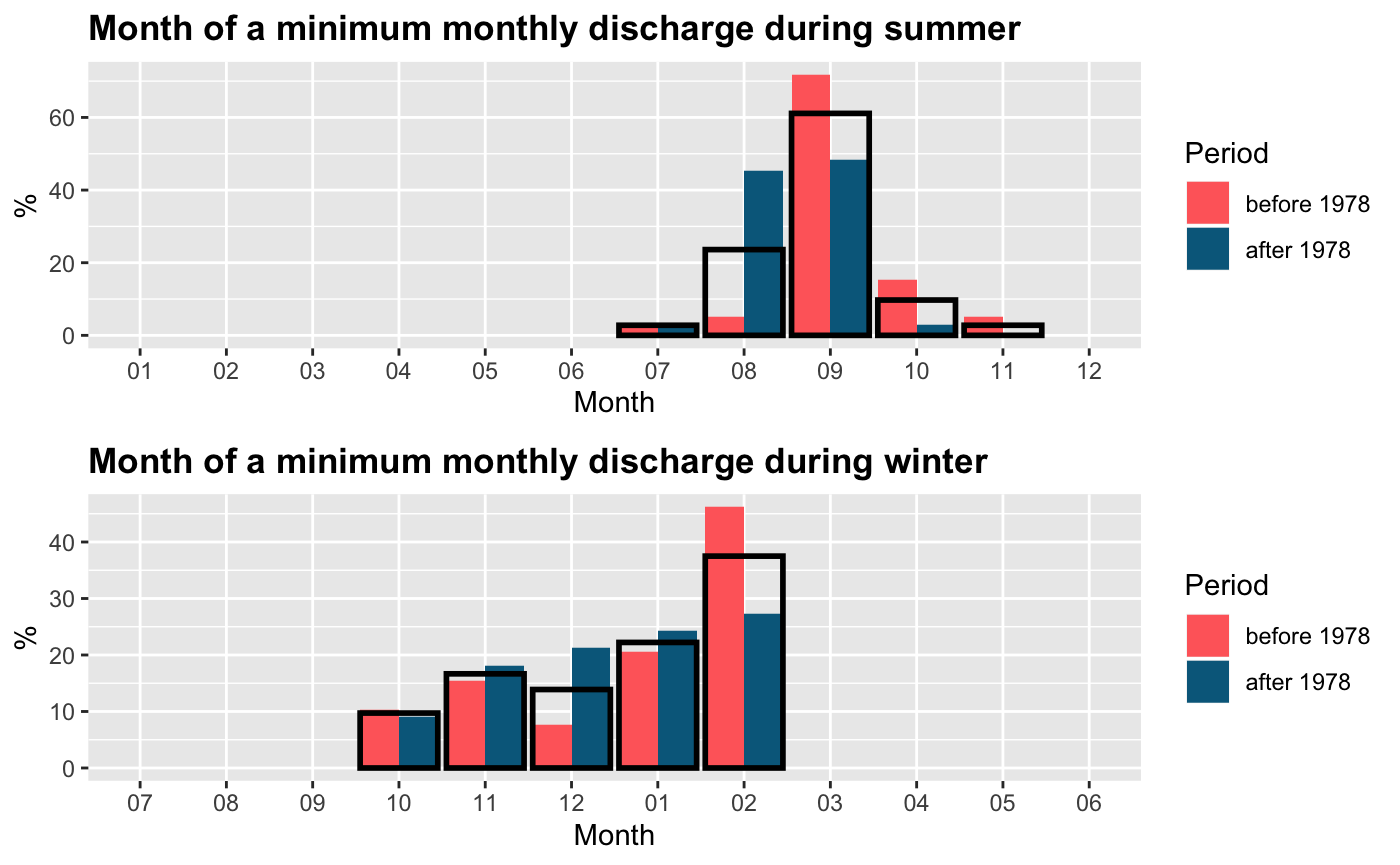 Month of a minimum monthly discharge during summer
60
40
20
0
%
01 02 03 04 05 06 07 08 09 10 11 12
Month
Period
before 1978
after 1978
Month of a minimum monthly discharge during winter
40
30
20
10
0
%
07 08 09 10 11 12 01 02 03 04 05 06
Month
Period
before 1978
after 1978